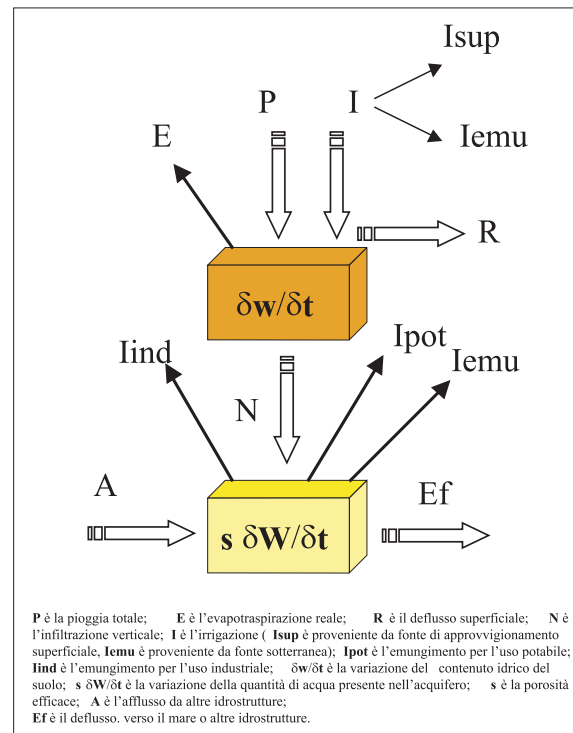 Isup
P
I
E
Iemu
R
δw/δt
Iind
Ipot
Iemu
N
A
Ef
s δW/δt
P è la pioggia totale; E è l'evapotraspirazione reale; R è il deflusso superficiale; N è
l'infiltrazione verticale; I è l'irrigazione ( Isup è proveniente da fonte di approvvigionamento
superficiale, Iemu è proveniente da fonte sotterranea); Ipot è l'emungimento per l'uso potabile;
Iind è l'emungimento per l'uso industriale; δw/δt è la variazione del contenuto idrico del
suolo; s δW/δt è la variazione della quantità di acqua presente nell'acquifero; s è la porosità
efficace; A è l'afflusso da altre idrostrutture;
Ef è il deflusso. verso il mare o altre idrostrutture.